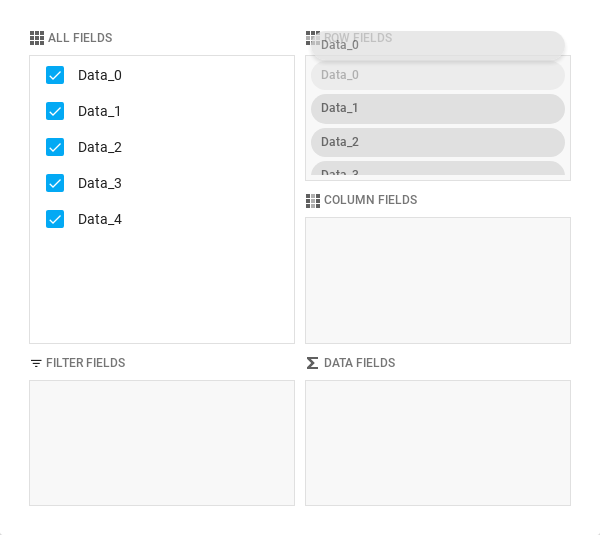 ALL FIELDS
Data_0
Data_1
Data_2
Data_3
Data_4
ROW FIELDS
Data_0
Data_0
Data_1
Data_2
Data_3
COLUMN FIELDS
FILTER FIELDS
DATA FIELDS